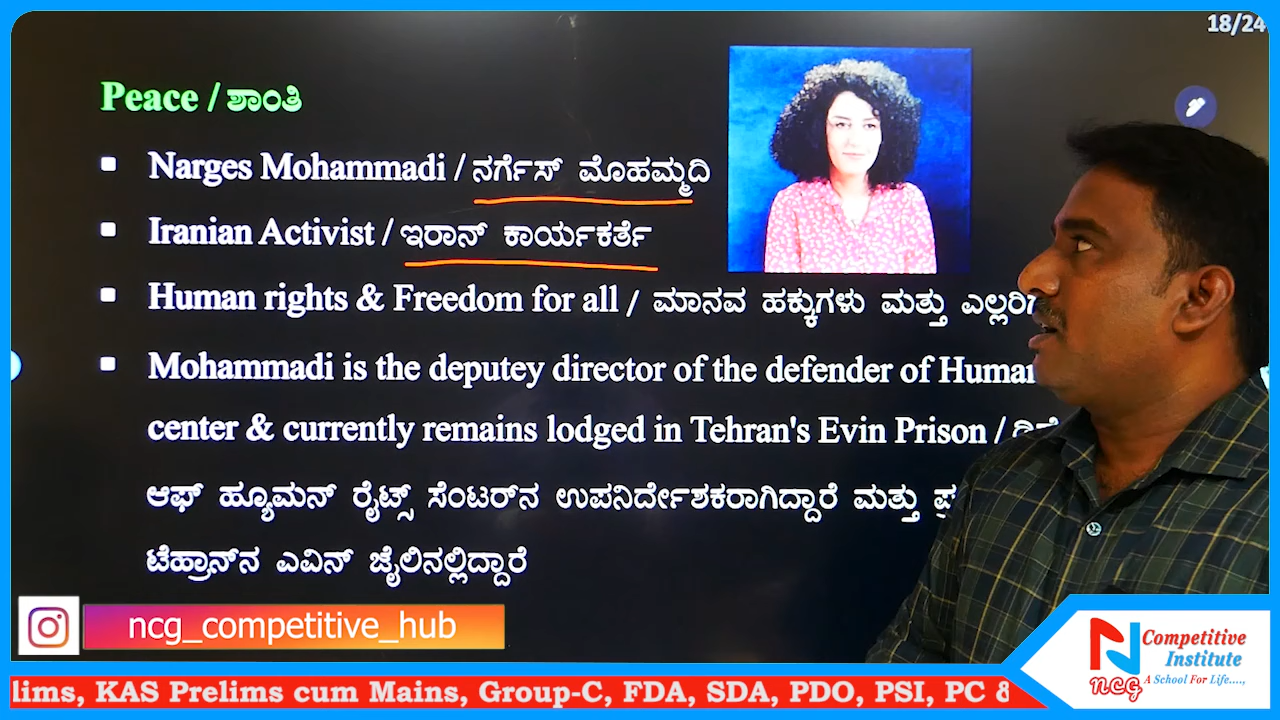 18/24
Peace / ಶಾಂತಿ
Narges Mohammadi / ನರ್ಗೆಸ್ ಮೊಹಮ್ಮದಿ
Iranian Activist / ಇರಾನ್ ಕಾರ್ಯಕರ್ತೆ
Human rights & Freedom for all / ಮಾನವ ಹಕ್ಕುಗಳು ಮತ್ತು
Mohammadi is the deputey director of the defender of Human
center & currently remains lodged in Tehran's Evin Prison /
ಆಫ್ ಹ್ಯೂಮನ್ ರೈಟ್ಸ್ ಸೆಂಟರ್‌ನ ಉಪನಿರ್ದೇಶಕರಾಗಿದ್ದಾರೆ ಮತ್ತು
ಟೆಹ್ರಾನ್‌ನ ಎವಿನ್ ಜೈಲಿನಲ್ಲಿದ್ದಾರೆ
ncg_competitive_hub
Competitive
Institute
ncg A School For Life....,
lims, KAS Prelims cum Mains, Group-C, FDA, SDA, PDO, PSI, PC &